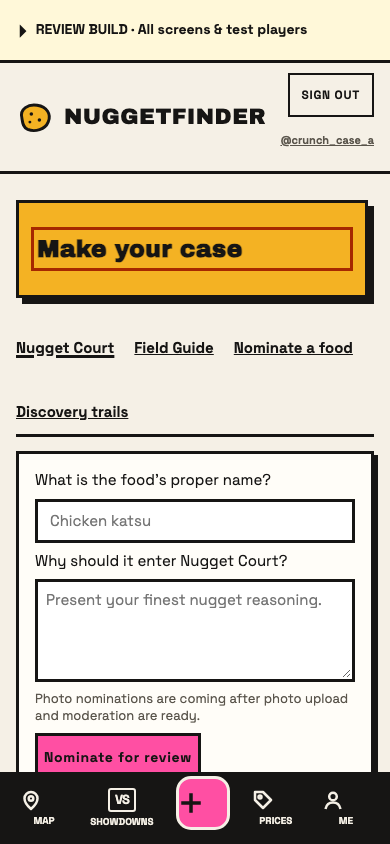 REVIEW BUILD · All screens & test players
SIGN OUT
NUGGETFINDER
@crunch_case_a
Make your case
Nugget Court Field Guide Nominate a food
Discovery trails
What is the food's proper name?
Chicken katsu
Why should it enter Nugget Court?
Present your finest nugget reasoning.
Photo nominations are coming after photo upload
and moderation are ready.
Nominate for review
VS
MAP SHOWDOWNS PRICES ME